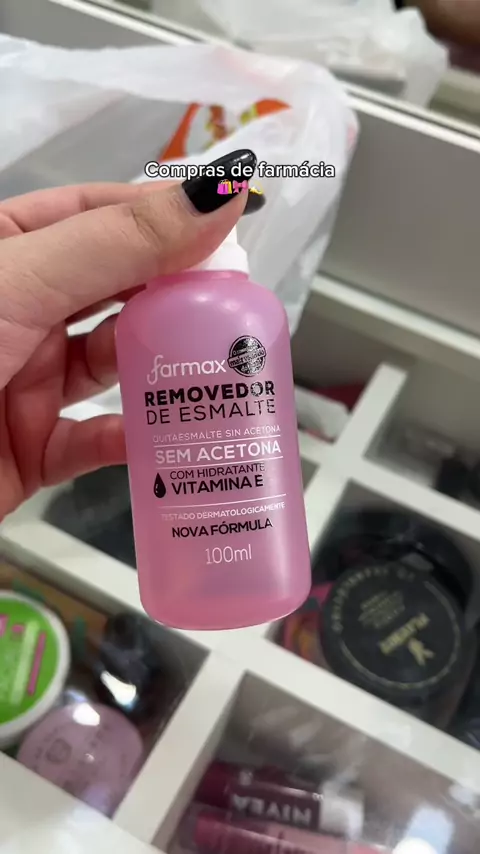 Compras de farmácia
🛍️🎀💫
farmax
REMOVEDOR
DE ESMALTE
QUITAESMALTE SIN ACETONA
SEM ACETONA
COM HIDRATANTE
VITAMINA E
TESTADO DERMATOLOGICAMENTE
NOVA FÓRMULA
100ml
NIVEA